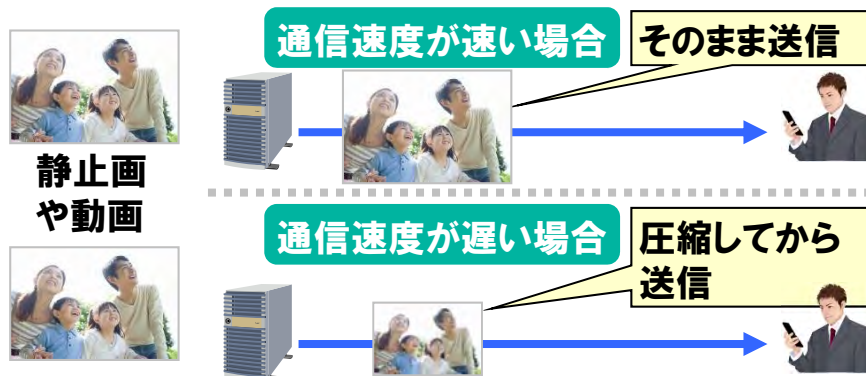 通信速度が速い場合
そのまま送信
静止画
や動画
通信速度が遅い場合
圧縮してから
送信